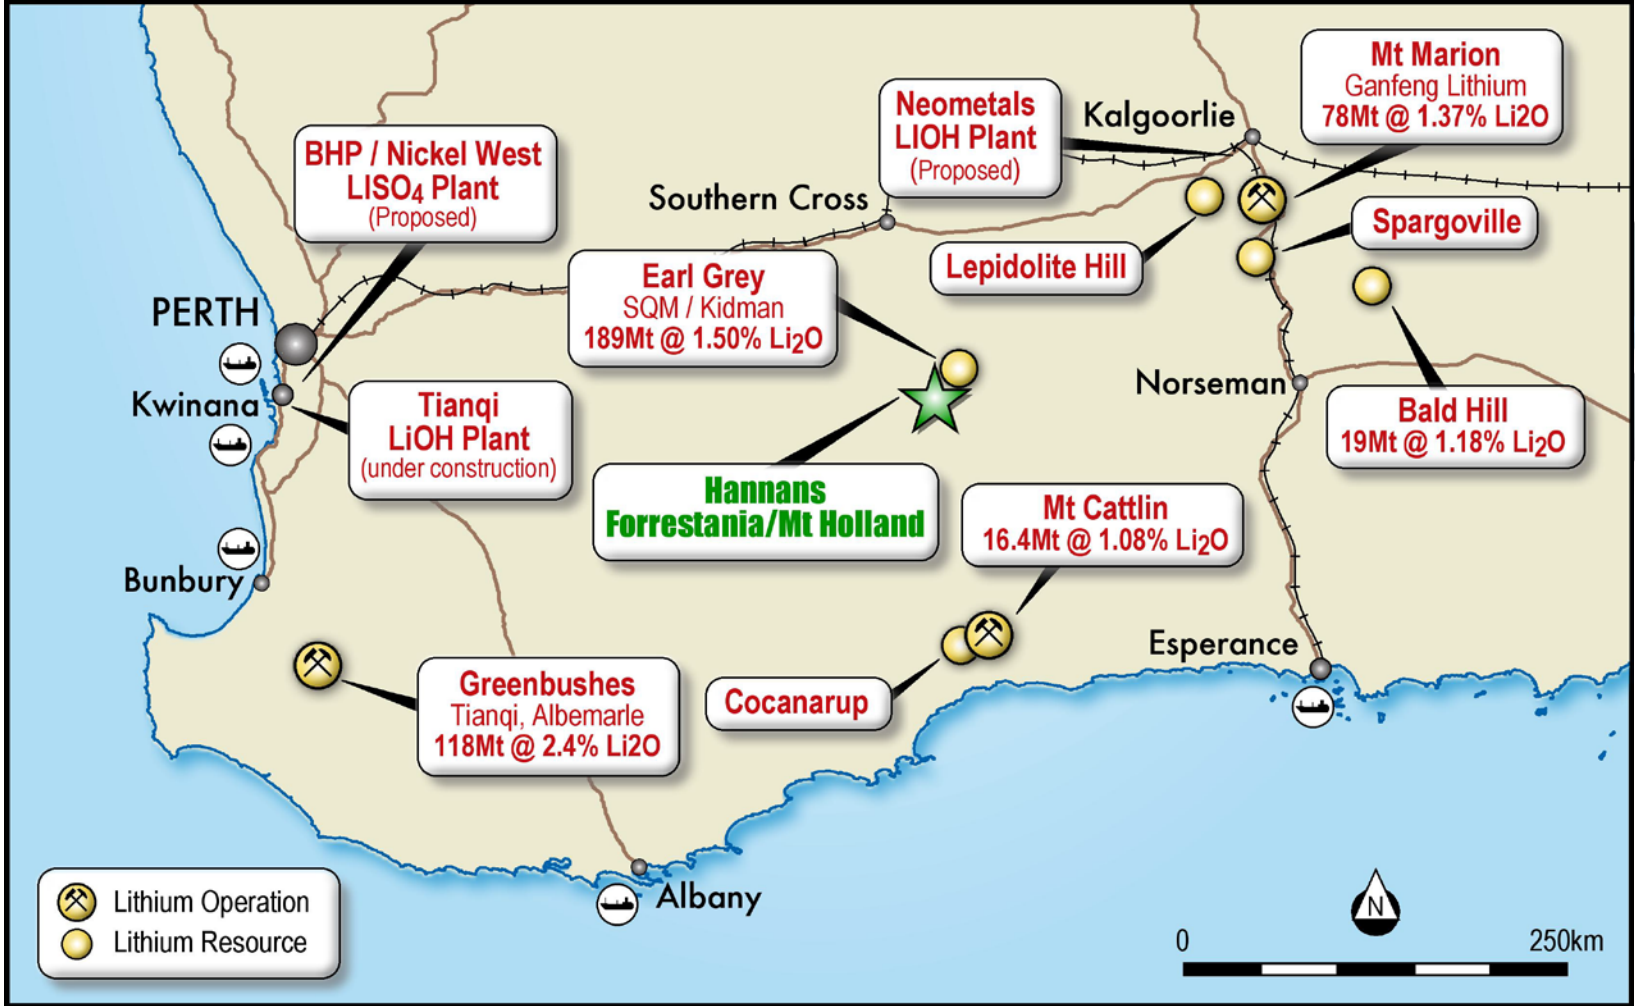 Mt Marion
Ganfeng Lithium
78Mt @ 1.37% Li2O
Neometals
LIOH Plant
(Proposed)
Kalgoorlie
BHP / Nickel West
LISO₄ Plant
(Proposed)
Southern Cross
Spargoville
Lepidolite Hill
Earl Grey
SQM / Kidman
189Mt @ 1.50% Li₂O
PERTH
Kwinana
Tianqi
LiOH Plant
(under construction)
Norseman
Bald Hill
19Mt @ 1.18% Li₂O
Hannans
Forrestania/Mt Holland
Mt Cattlin
16.4Mt @ 1.08% Li₂O
Bunbury
Esperance
Greenbushes
Tianqi, Albemarle
118Mt @ 2.4% Li2O
Cocanarup
Albany
Lithium Operation
Lithium Resource
N
0 250km